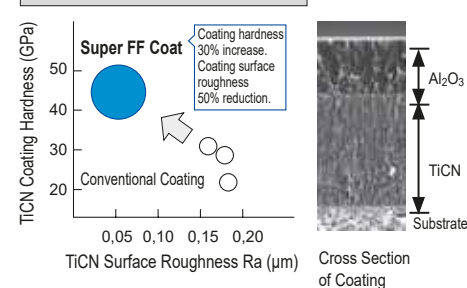 TiCN Coating Hardness (GPa)
Super FF Coat
Coating hardness
30% increase.
Coating surface
roughness
50% reduction.
50
40
30
20
Conventional Coating
0,05 0,10 0,15 0,20
TiCN Surface Roughness Ra (µm)
Al₂O₃
TiCN
Substrate
Cross Section
of Coating